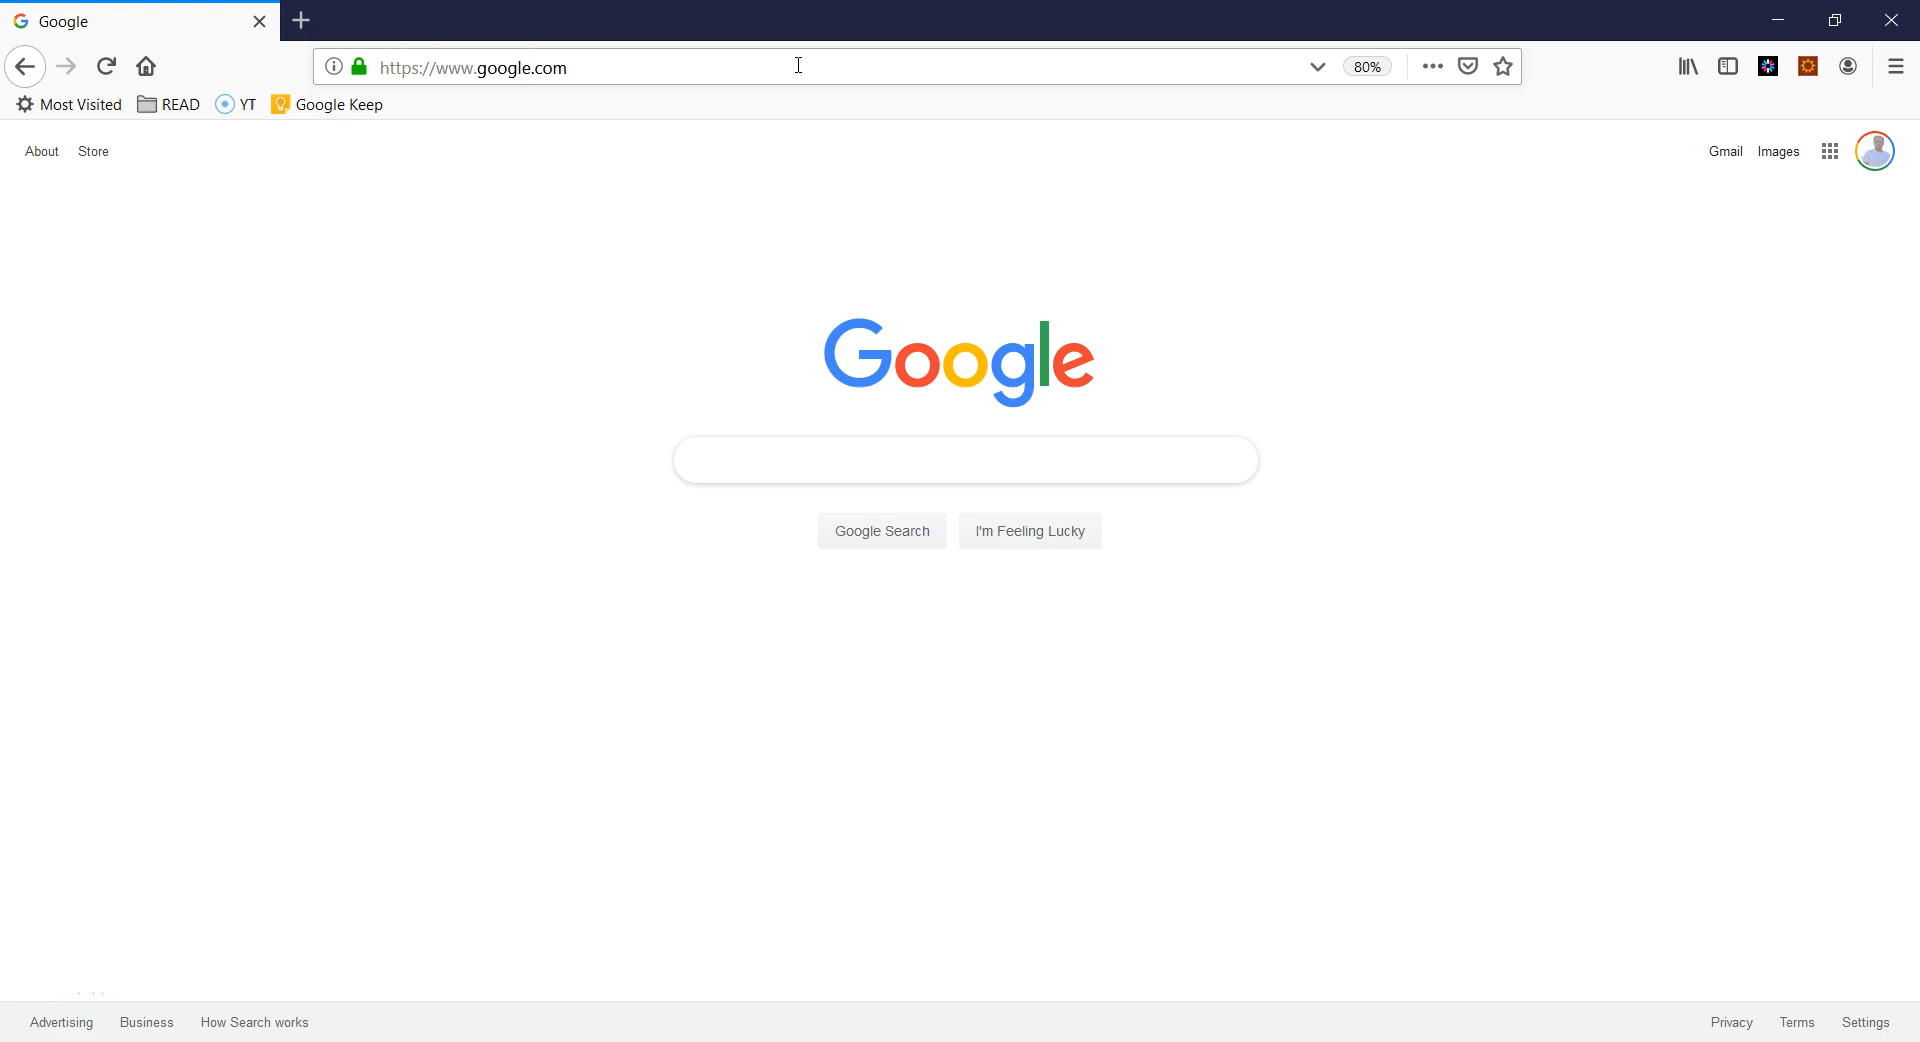 Google
https://www.google.com 80%
Most Visited READ YT Google Keep
About Store Gmail Images
Google
Google Search I'm Feeling Lucky
Advertising Business How Search works Privacy Terms Settings